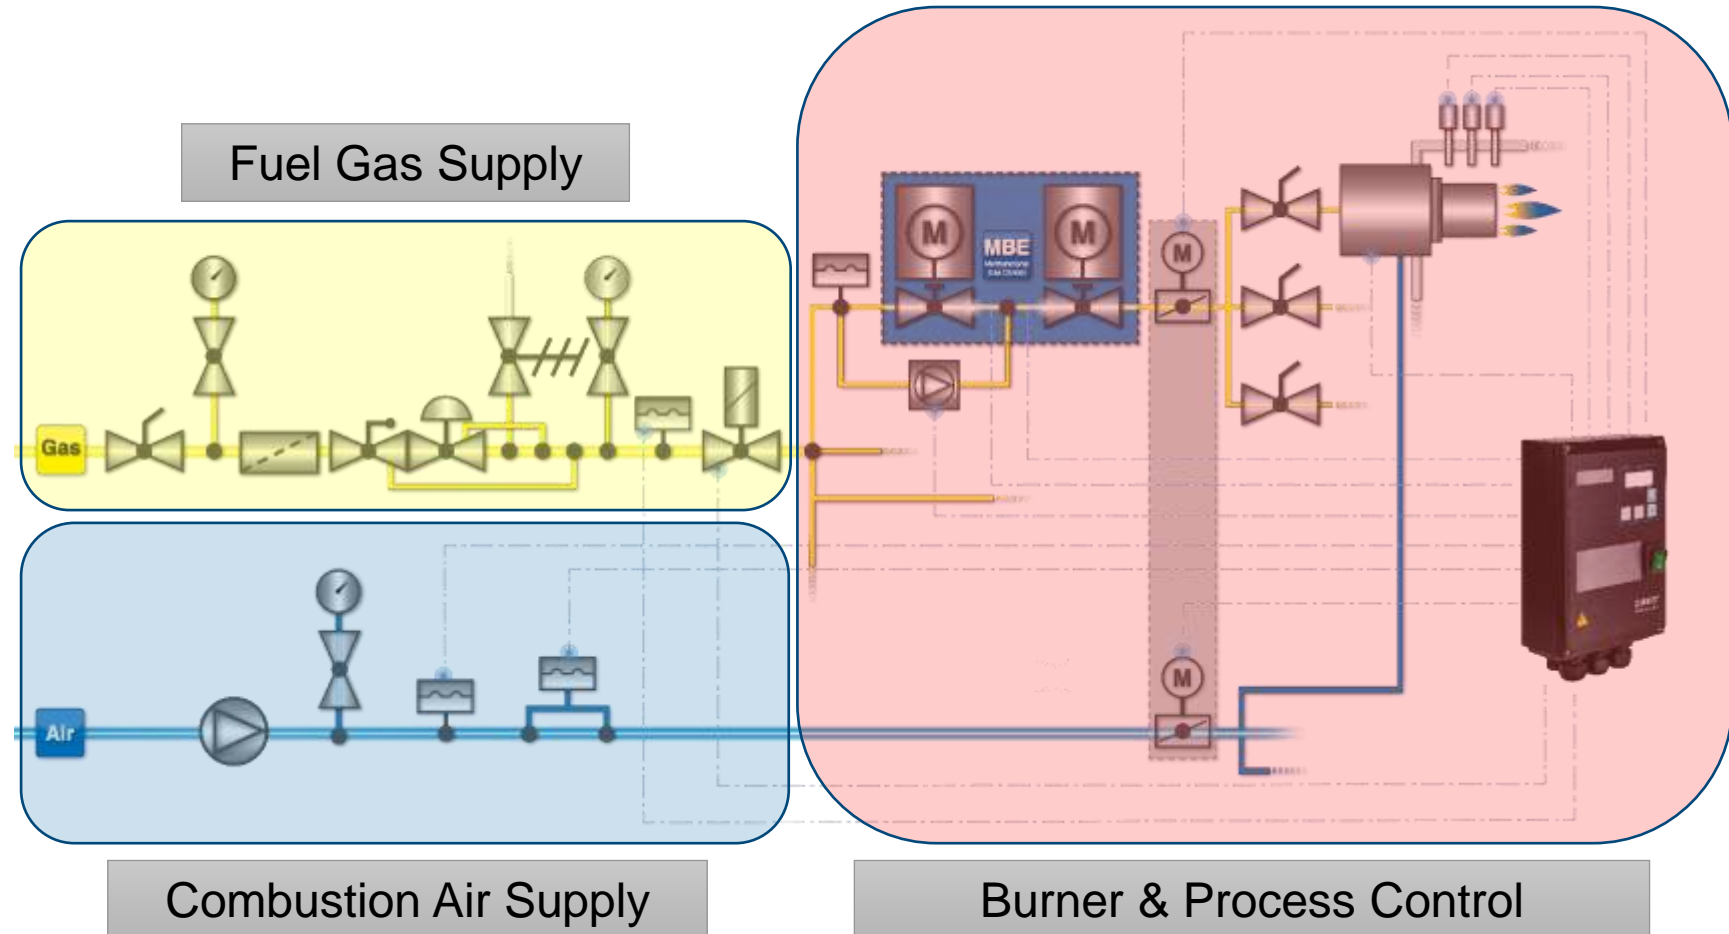 Fuel Gas Supply
Gas
M
MBE
M
M
Air
M
Combustion Air Supply
Burner & Process Control